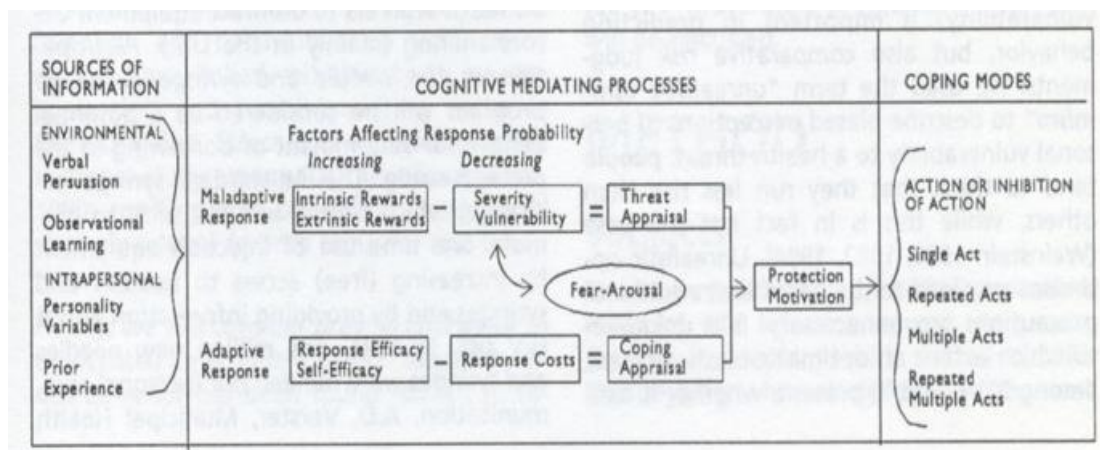 SOURCES OF
INFORMATION
COGNITIVE MEDIATING PROCESSES
COPING MODES
ENVIRONMENTAL
Verbal
Persuasion
Observational
Learning
INTRAPERSONAL
Personality
Variables
Prior
Experience
Factors Affecting Response Probability
Increasing
Decreasing
Maladaptive
Response
Intrinsic Rewards
Extrinsic Rewards
–
Severity
Vulnerability
=
Threat
Appraisal
Fear-Arousal
Adaptive
Response
Response Efficacy
Self-Efficacy
–
Response Costs
=
Coping
Appraisal
Protection
Motivation
ACTION OR INHIBITION
OF ACTION
Single Act
Repeated Acts
Multiple Acts
Repeated
Multiple Acts